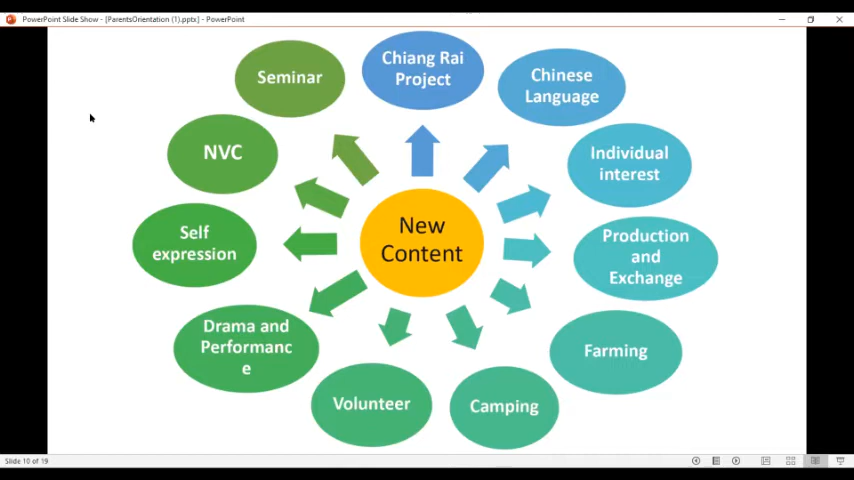 PowerPoint Slide Show - [ParentsOrientation (1).pptx] - PowerPoint
Seminar
Chiang Rai
Project
Chinese
Language
NVC
Individual
interest
New
Content
Self
expression
Production
and
Exchange
Drama and
Performanc
e
Farming
Volunteer
Camping
Slide 10 of 19